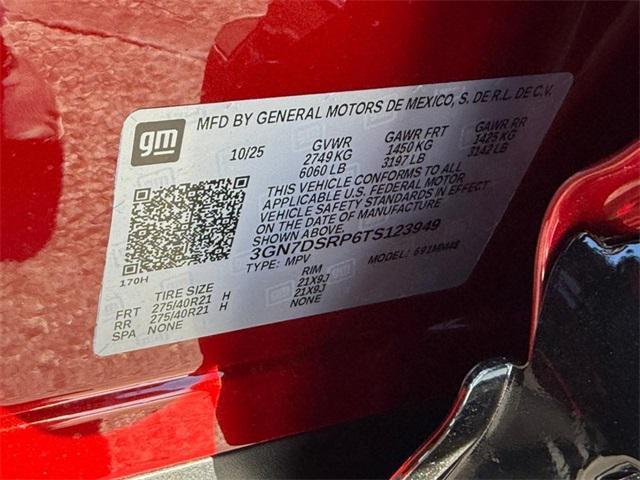 gm
MFD BY GENERAL MOTORS DE MEXICO, S. DE R.L. DE C.V.
10/25 GVWR GAWR FRT GAWR RR
2749 KG 1450 KG 1425 KG
6060 LB 3197 LB 3142 LB
THIS VEHICLE CONFORMS TO ALL
APPLICABLE U.S. FEDERAL MOTOR
VEHICLE SAFETY STANDARDS IN EFFECT
ON THE DATE OF MANUFACTURE
SHOWN ABOVE.
3GN7DSRP6TS123949
TYPE: MPV MODEL:
170H
TIRE SIZE RIM
FRT 275/40R21 H 21X9J
RR 275/40R21 H 21X9J
SPA NONE NONE